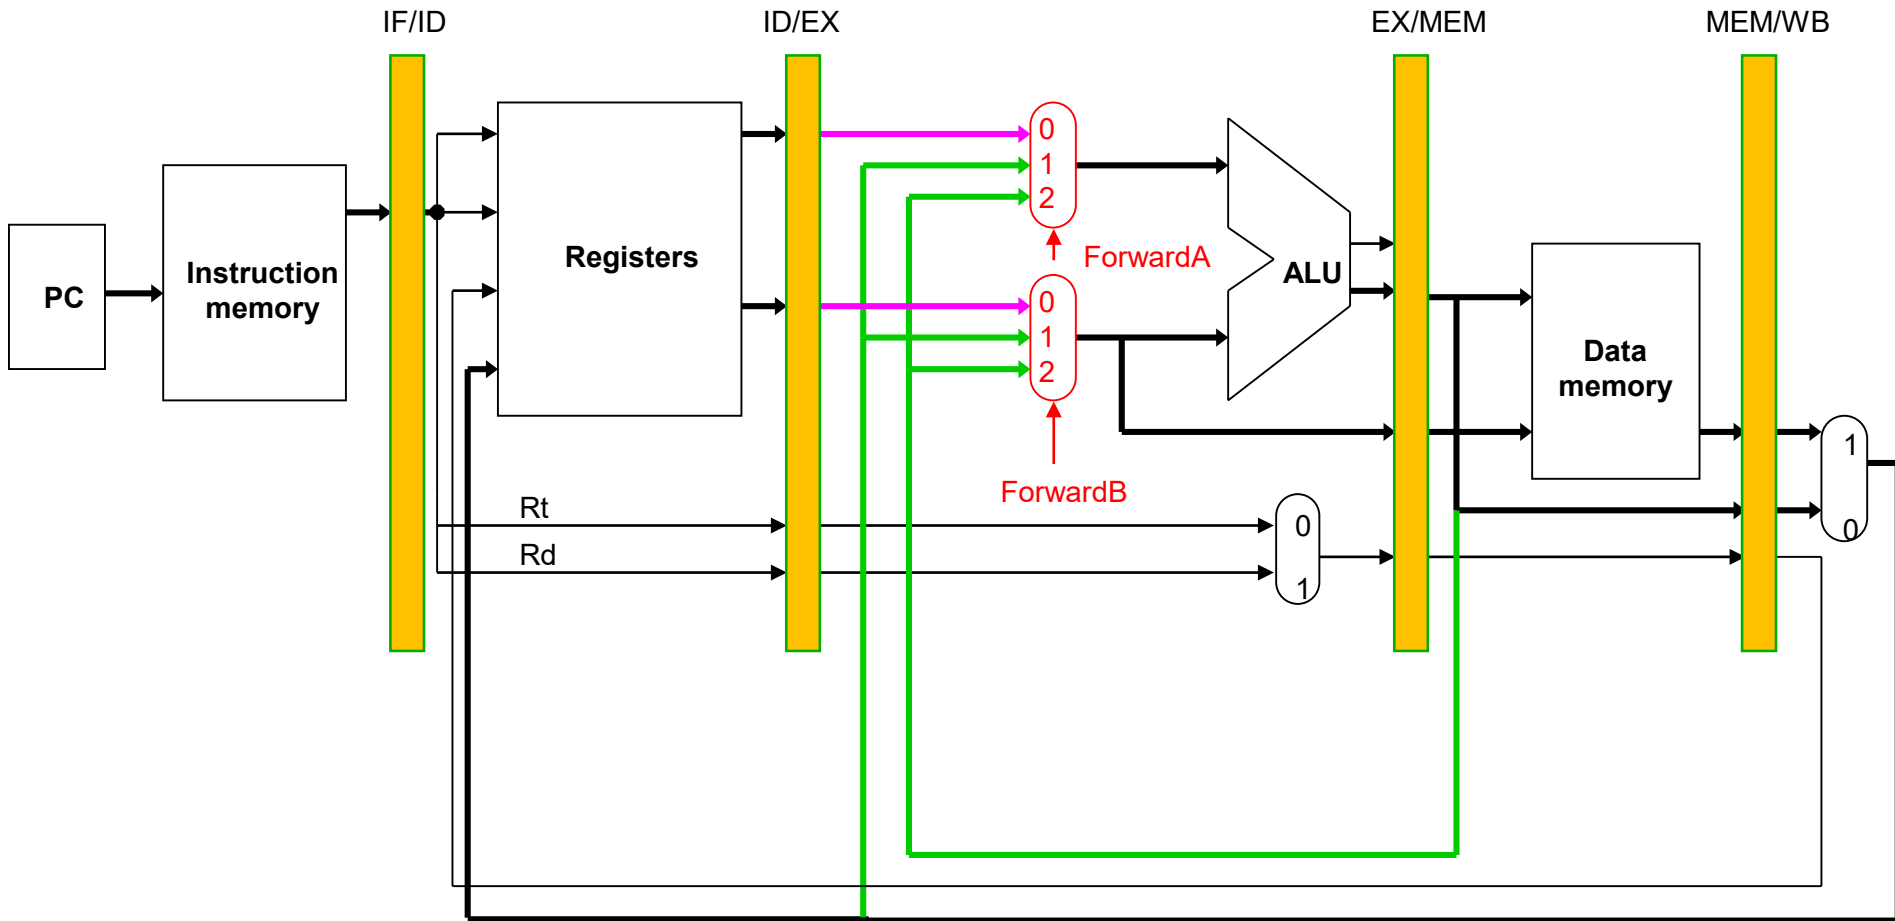 IF/ID
ID/EX
EX/MEM
MEM/WB
PC
Instruction
memory
Registers
0
1
2
ForwardA
0
1
2
ForwardB
ALU
Data
memory
1
0
Rt
Rd
0
1